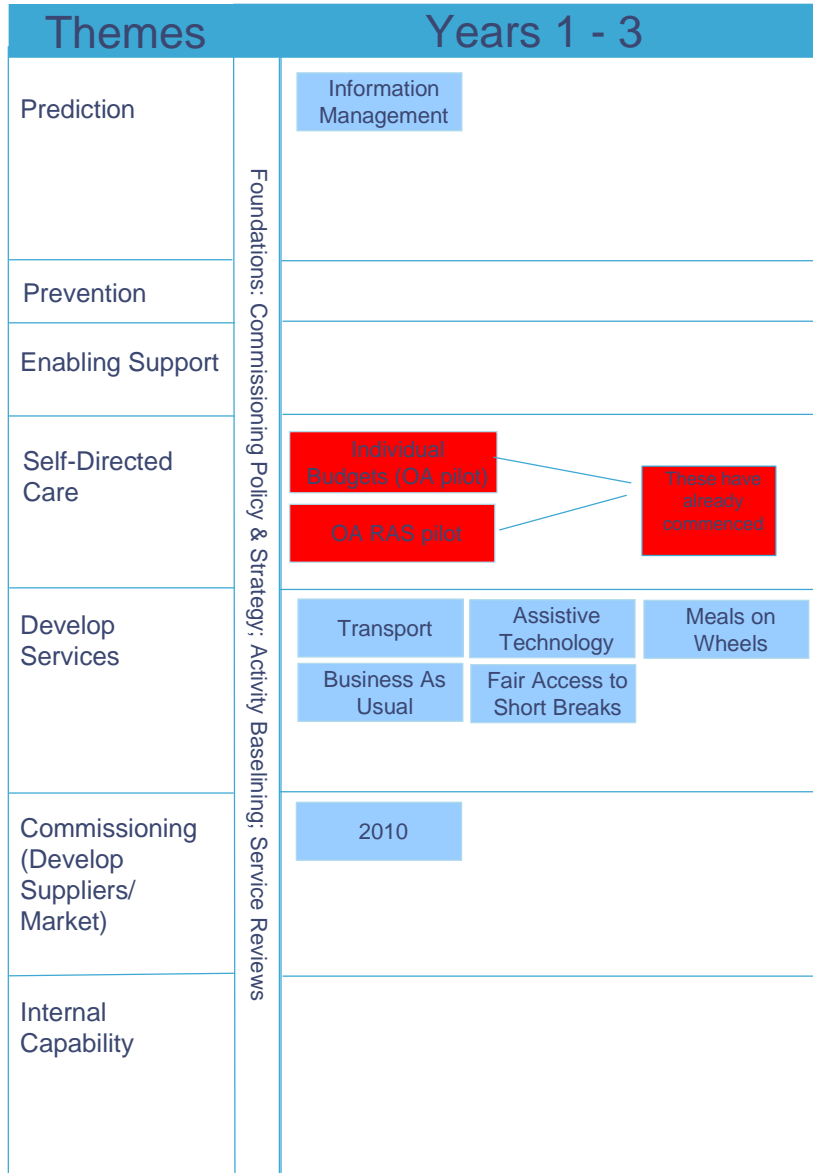 Themes
Years 1 - 3
Prediction
Information
Management
Foundations: Commissioning Policy & Strategy; Activity Baselining; Service Reviews
Prevention
Enabling Support
Self-Directed
Care
Individual
Budgets (OA pilot)
OA RAS pilot
These have
already
commenced
Develop
Services
Transport
Assistive
Technology
Meals on
Wheels
Business As
Usual
Fair Access to
Short Breaks
Commissioning
(Develop
Suppliers/
Market)
2010
Internal
Capability